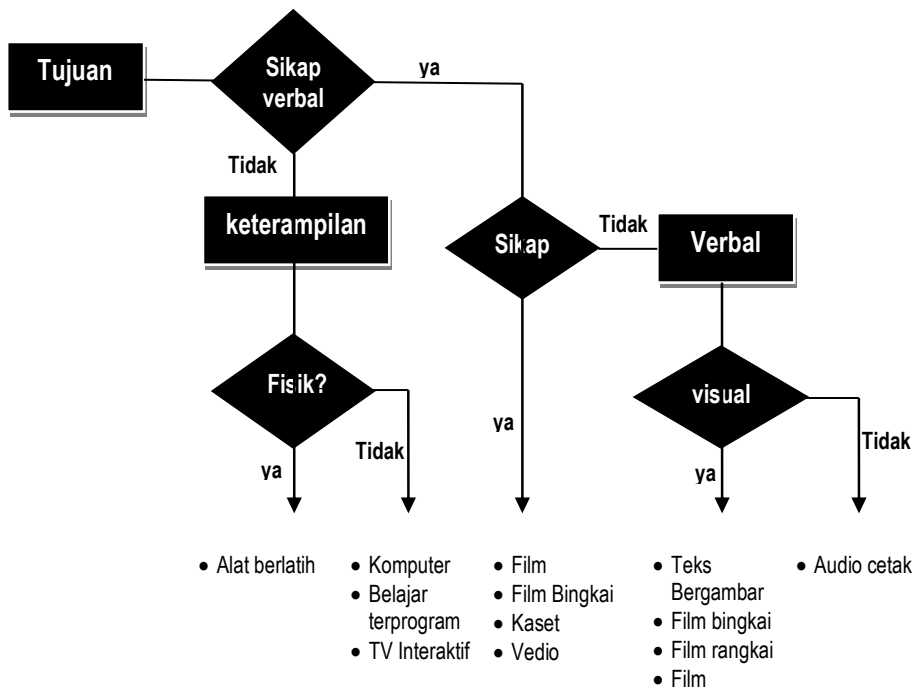 Tujuan
Sikap
verbal
ya
Tidak
keterampilan
Sikap
Tidak
Verbal
Fisik?
visual
ya
Tidak
ya
ya
Tidak
• Alat berlatih
• Komputer
• Belajar
terprogram
• TV Interaktif
• Film
• Film Bingkai
• Kaset
• Vedio
• Teks
Bergambar
• Film bingkai
• Film rangkai
• Film
• Audio cetak